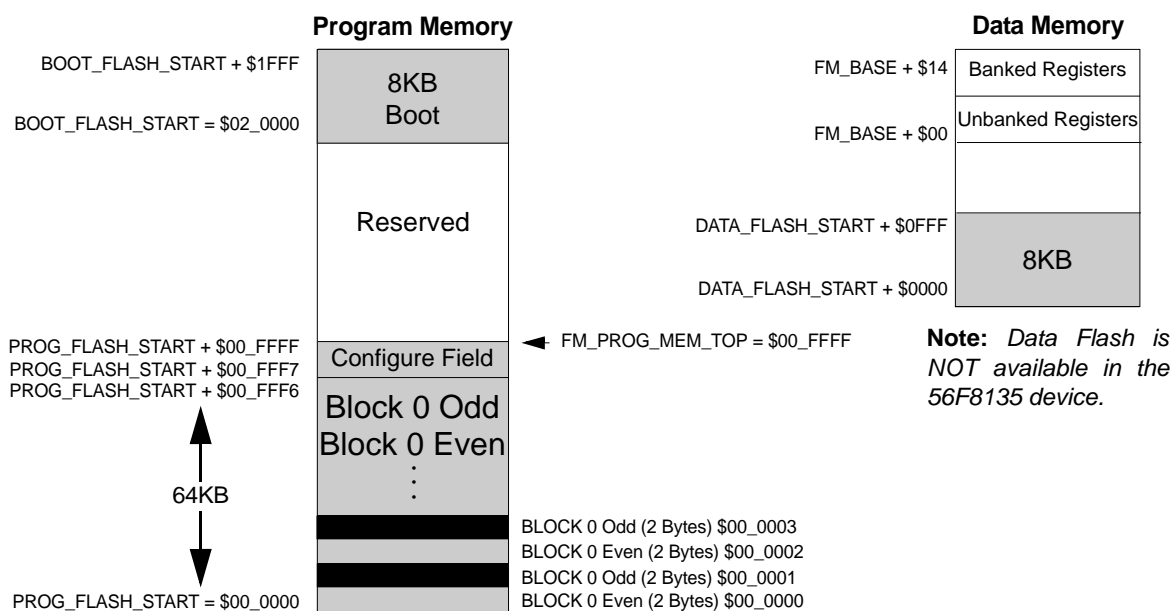 Program Memory
BOOT_FLASH_START + $1FFF
8KB
Boot
BOOT_FLASH_START = $02_0000
Reserved
PROG_FLASH_START + $00_FFFF
PROG_FLASH_START + $00_FFF7
PROG_FLASH_START + $00_FFF6
Configure Field
FM_PROG_MEM_TOP = $00_FFFF
Block 0 Odd
Block 0 Even
64KB
BLOCK 0 Odd (2 Bytes) $00_0003
BLOCK 0 Even (2 Bytes) $00_0002
BLOCK 0 Odd (2 Bytes) $00_0001
BLOCK 0 Even (2 Bytes) $00_0000
PROG_FLASH_START = $00_0000
Data Memory
FM_BASE + $14
Banked Registers
Unbanked Registers
FM_BASE + $00
DATA_FLASH_START + $0FFF
8KB
DATA_FLASH_START + $0000
Note: Data Flash is
NOT available in the
56F8135 device.